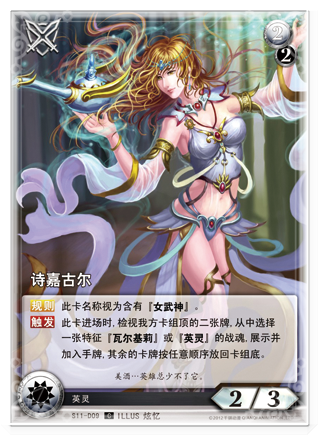 2
2
诗嘉古尔
规则 此卡名称视为含有『女武神』。
触发 此卡进场时, 检视我方卡组顶的二张牌, 从中选择
一张特征『瓦尔基莉』或『英灵』的战魂, 展示并
加入手牌, 其余的卡牌按任意顺序放回卡组底。
美酒…英雄总少不了它。
英灵
2 / 3
S11-009 ILLUS 炫忆